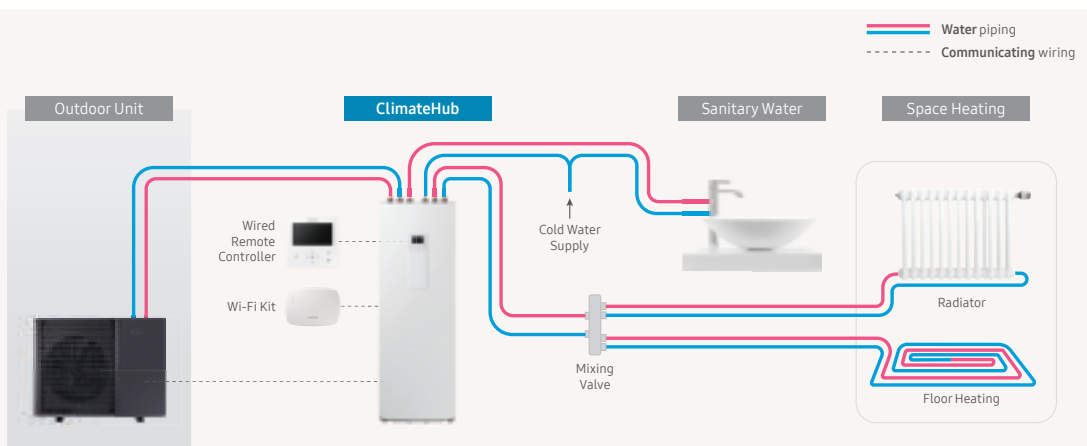 Water piping
Communicating wiring
Outdoor Unit
ClimateHub
Sanitary Water
Space Heating
Wired
Remote
Controller
Cold Water
Supply
Wi-Fi Kit
Radiator
Mixing
Valve
Floor Heating